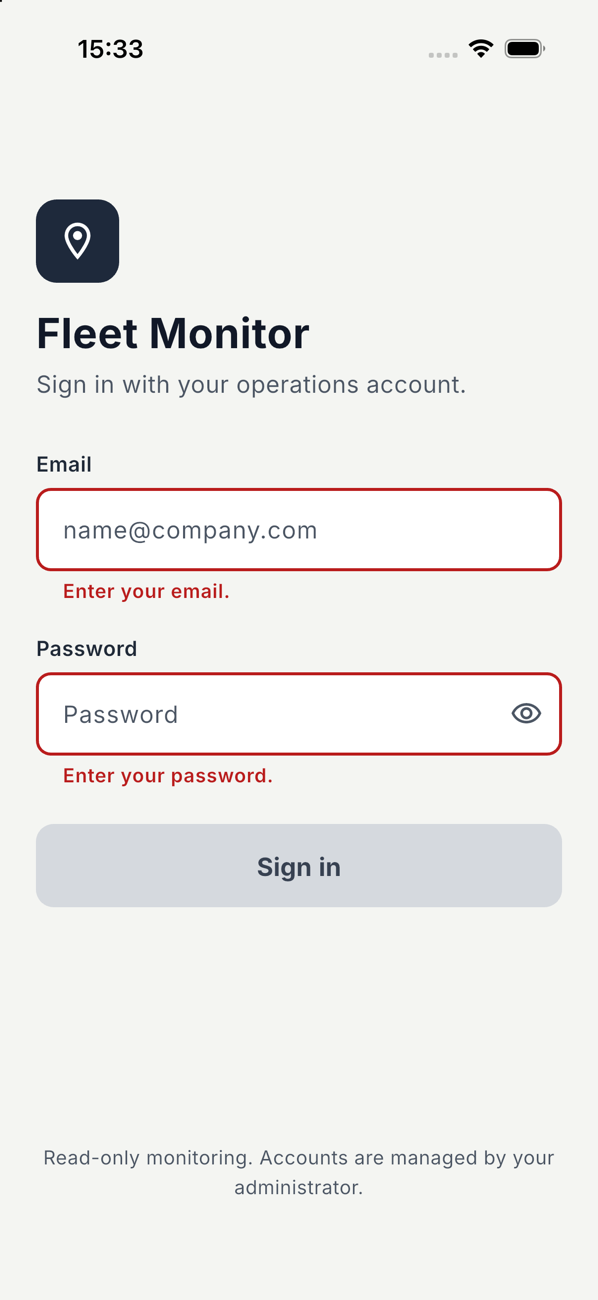 15:33
Fleet Monitor
Sign in with your operations account.
Email
name@company.com
Enter your email.
Password
Password
Enter your password.
Sign in
Read-only monitoring. Accounts are managed by your
administrator.